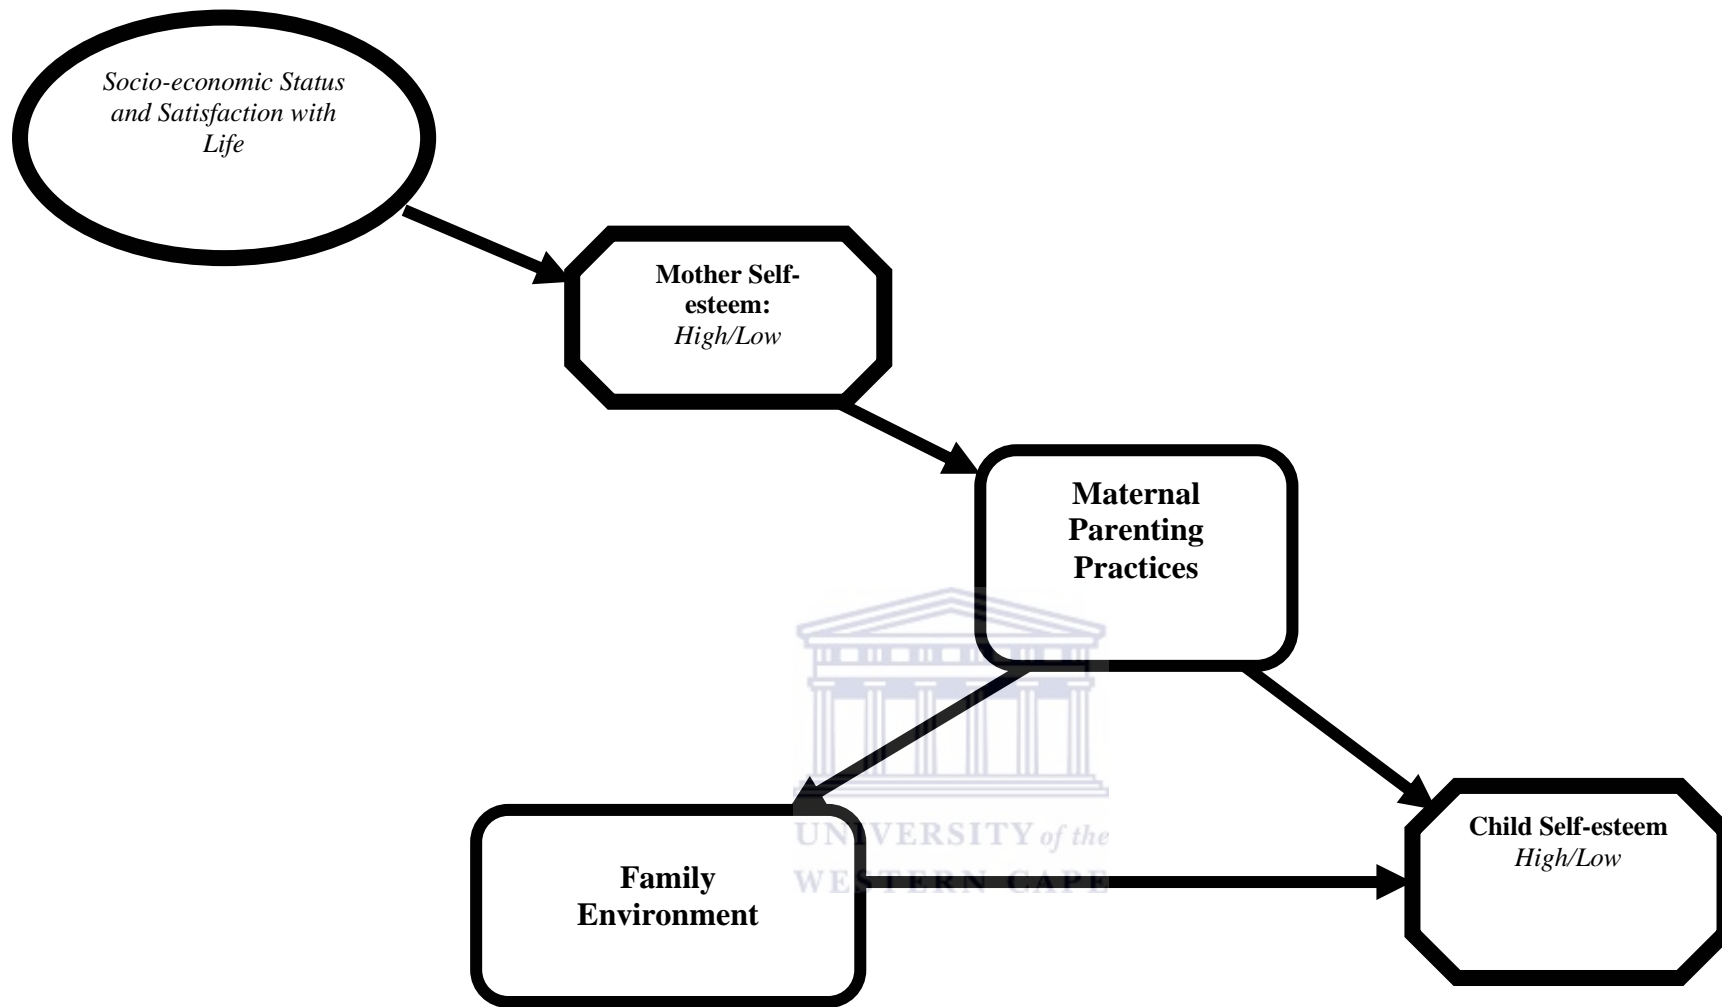 Socio-economic Status
and Satisfaction with
Life
Mother Self-
esteem:
High/Low
Maternal
Parenting
Practices
UNIVERSITY of the
WESTERN CAPE
Family
Environment
Child Self-esteem
High/Low